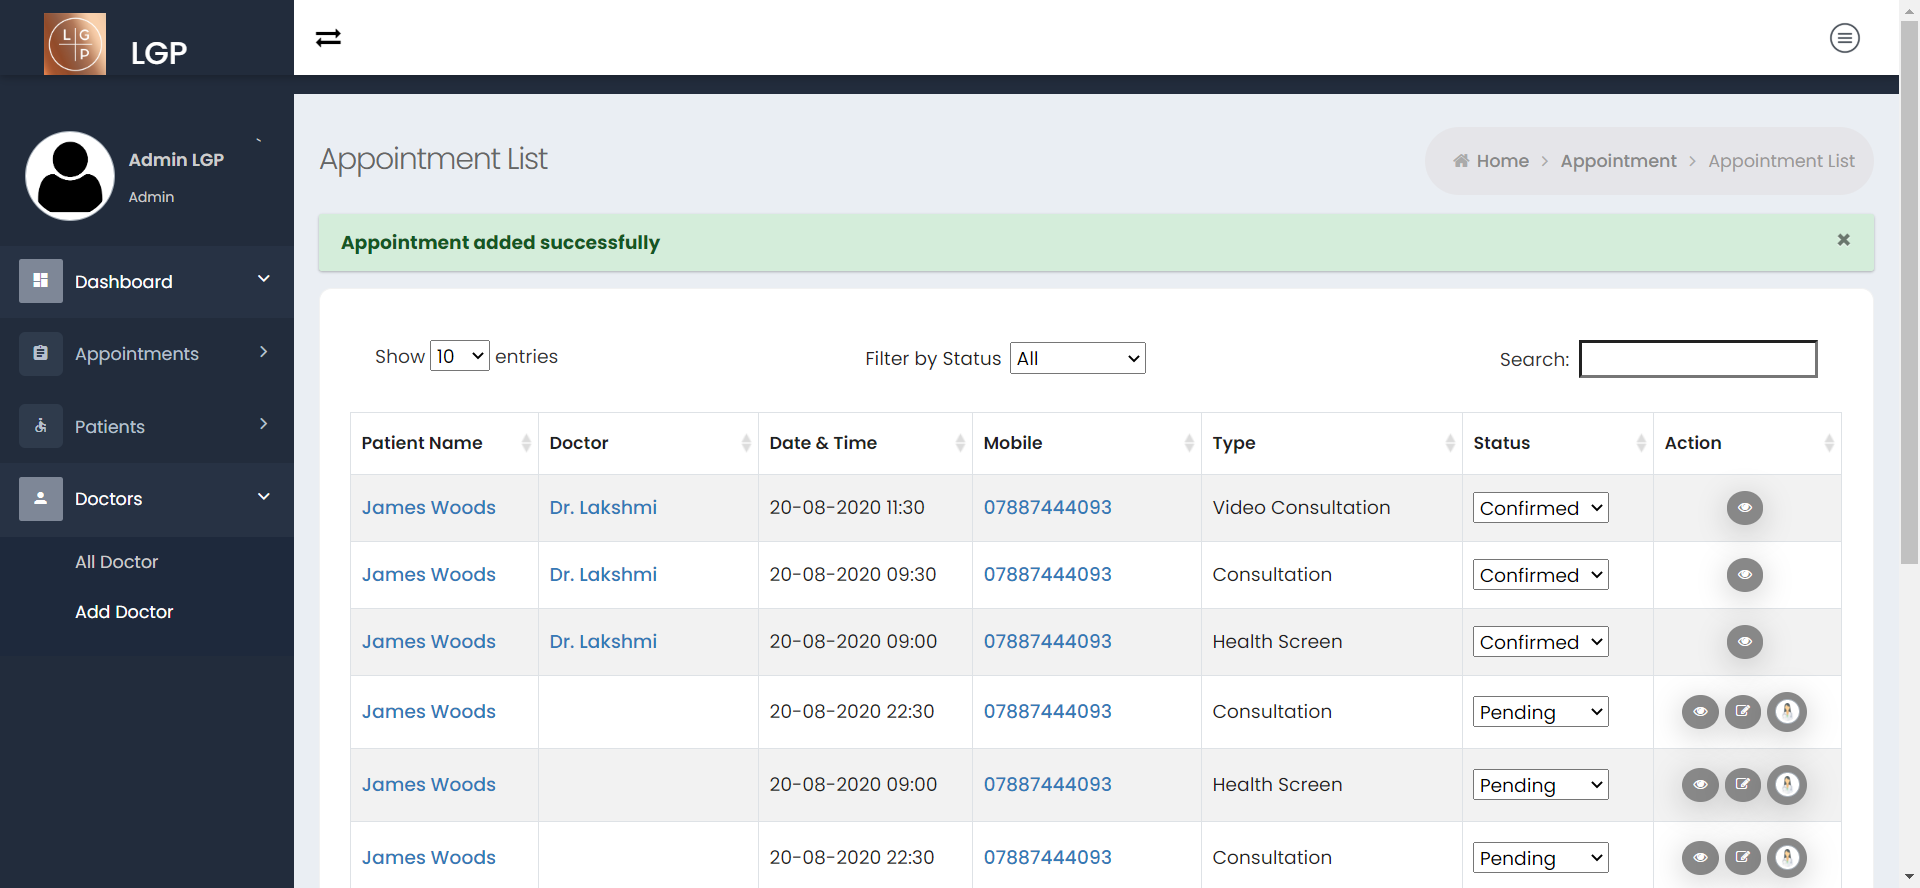 L G P
LGP
Admin LGP
Admin
Dashboard
Appointments
Patients
Doctors
All Doctor
Add Doctor
Appointment List
Home > Appointment > Appointment List
Appointment added successfully
×
Show 10 entries
Filter by Status All
Search:
Patient Name Doctor Date & Time Mobile Type Status Action
James Woods Dr. Lakshmi 20-08-2020 11:30 07887444093 Video Consultation Confirmed
James Woods Dr. Lakshmi 20-08-2020 09:30 07887444093 Consultation Confirmed
James Woods Dr. Lakshmi 20-08-2020 09:00 07887444093 Health Screen Confirmed
James Woods 20-08-2020 22:30 07887444093 Consultation Pending
James Woods 20-08-2020 09:00 07887444093 Health Screen Pending
James Woods 20-08-2020 22:30 07887444093 Consultation Pending